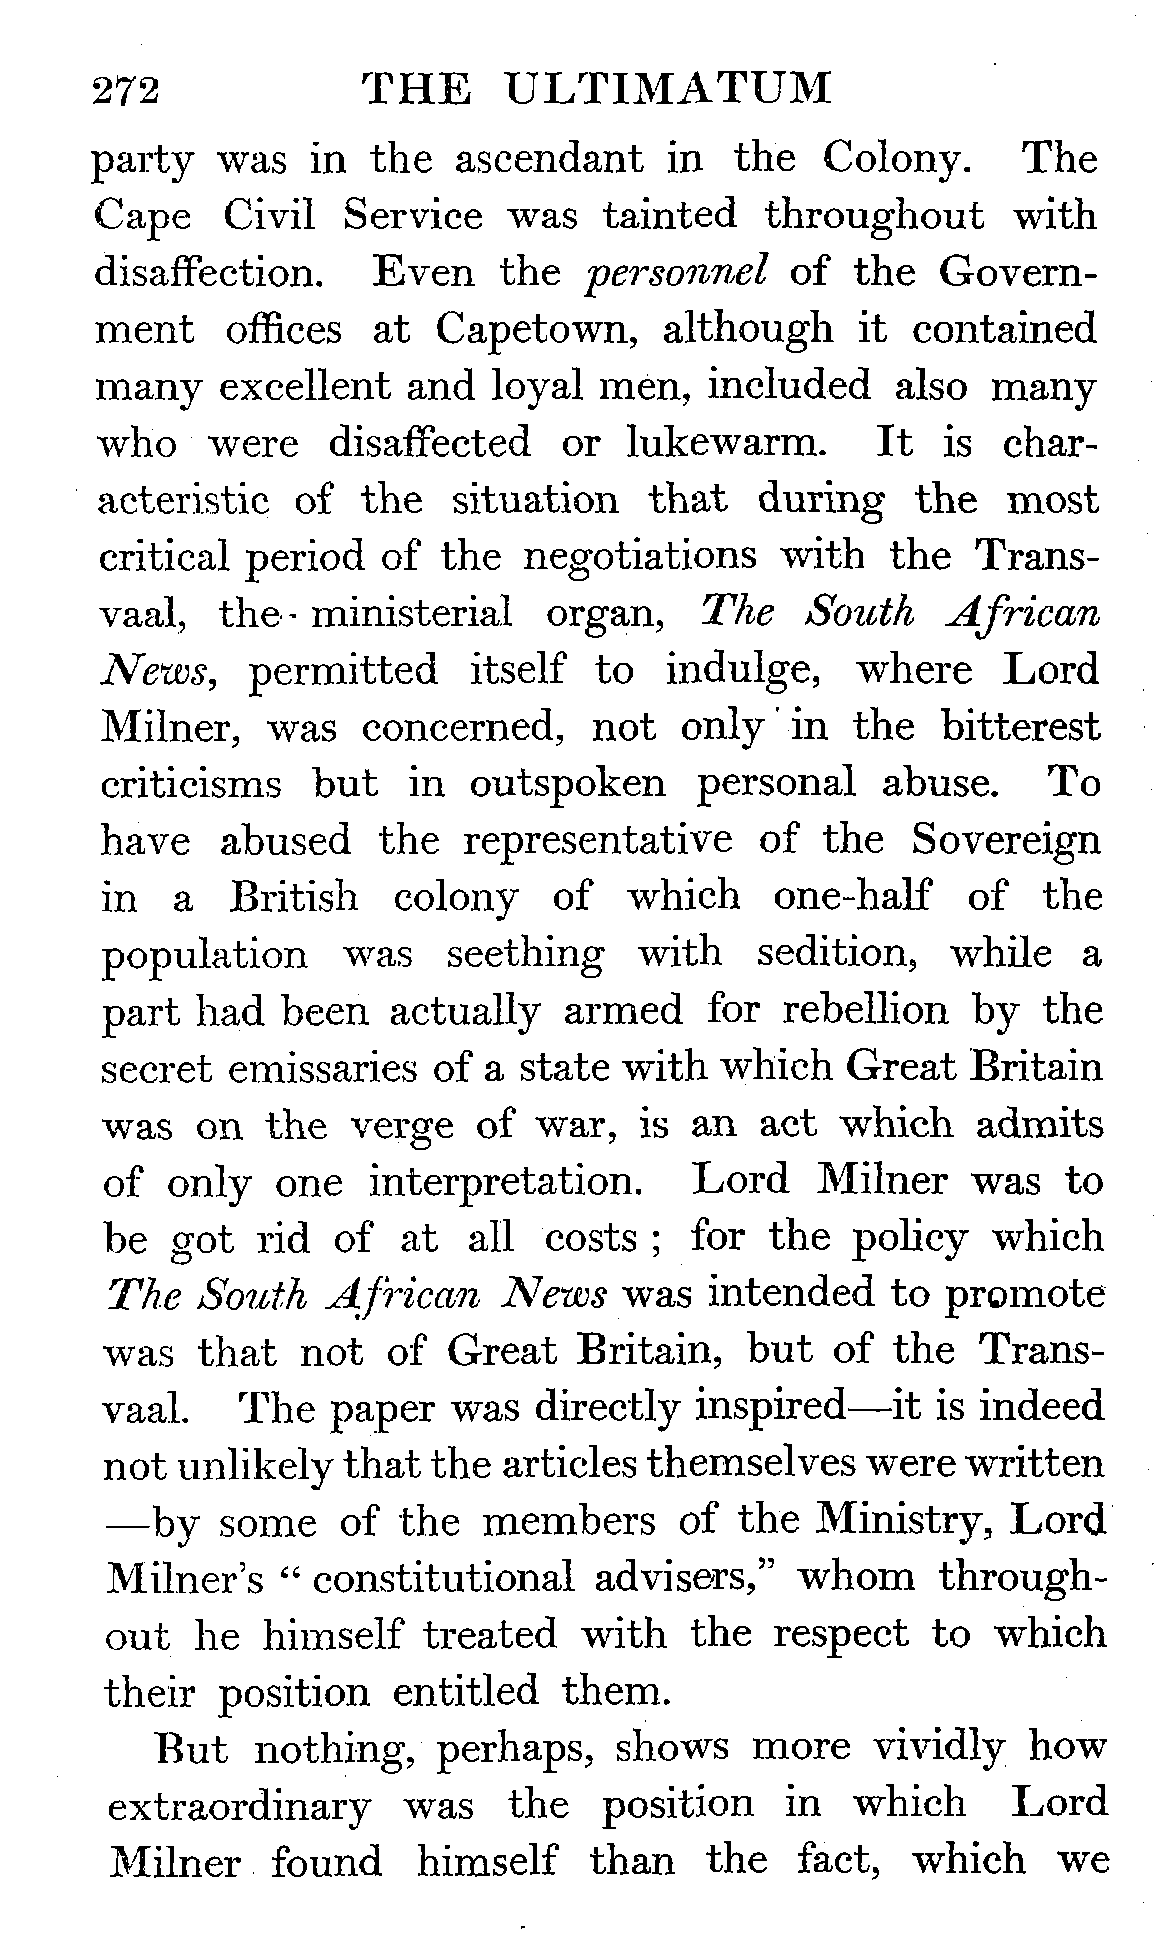 272 THE ULTIMATUM
party was in the ascendant in the Colony. The
Cape Civil Service was tainted throughout with
disaffection. Even the personnel of the Govern-
ment offices at Capetown, although it contained
many excellent and loyal men, included also many
who were disaffected or lukewarm. It is char-
acteristic of the situation that during the most
critical period of the negotiations with the Trans-
vaal, the ministerial organ, The South African
News, permitted itself to indulge, where Lord
Milner, was concerned, not only in the bitterest
criticisms but in outspoken personal abuse. To
have abused the representative of the Sovereign
in a British colony of which one-half of the
population was seething with sedition, while a
part had been actually armed for rebellion by the
secret emissaries of a state with which Great Britain
was on the verge of war, is an act which admits
of only one interpretation. Lord Milner was to
be got rid of at all costs ; for the policy which
The South African News was intended to promote
was that not of Great Britain, but of the Trans-
vaal. The paper was directly inspired—it is indeed
not unlikely that the articles themselves were written
—by some of the members of the Ministry, Lord
Milner's “ constitutional advisers,” whom through-
out he himself treated with the respect to which
their position entitled them.
But nothing, perhaps, shows more vividly how
extraordinary was the position in which Lord
Milner found himself than the fact, which we